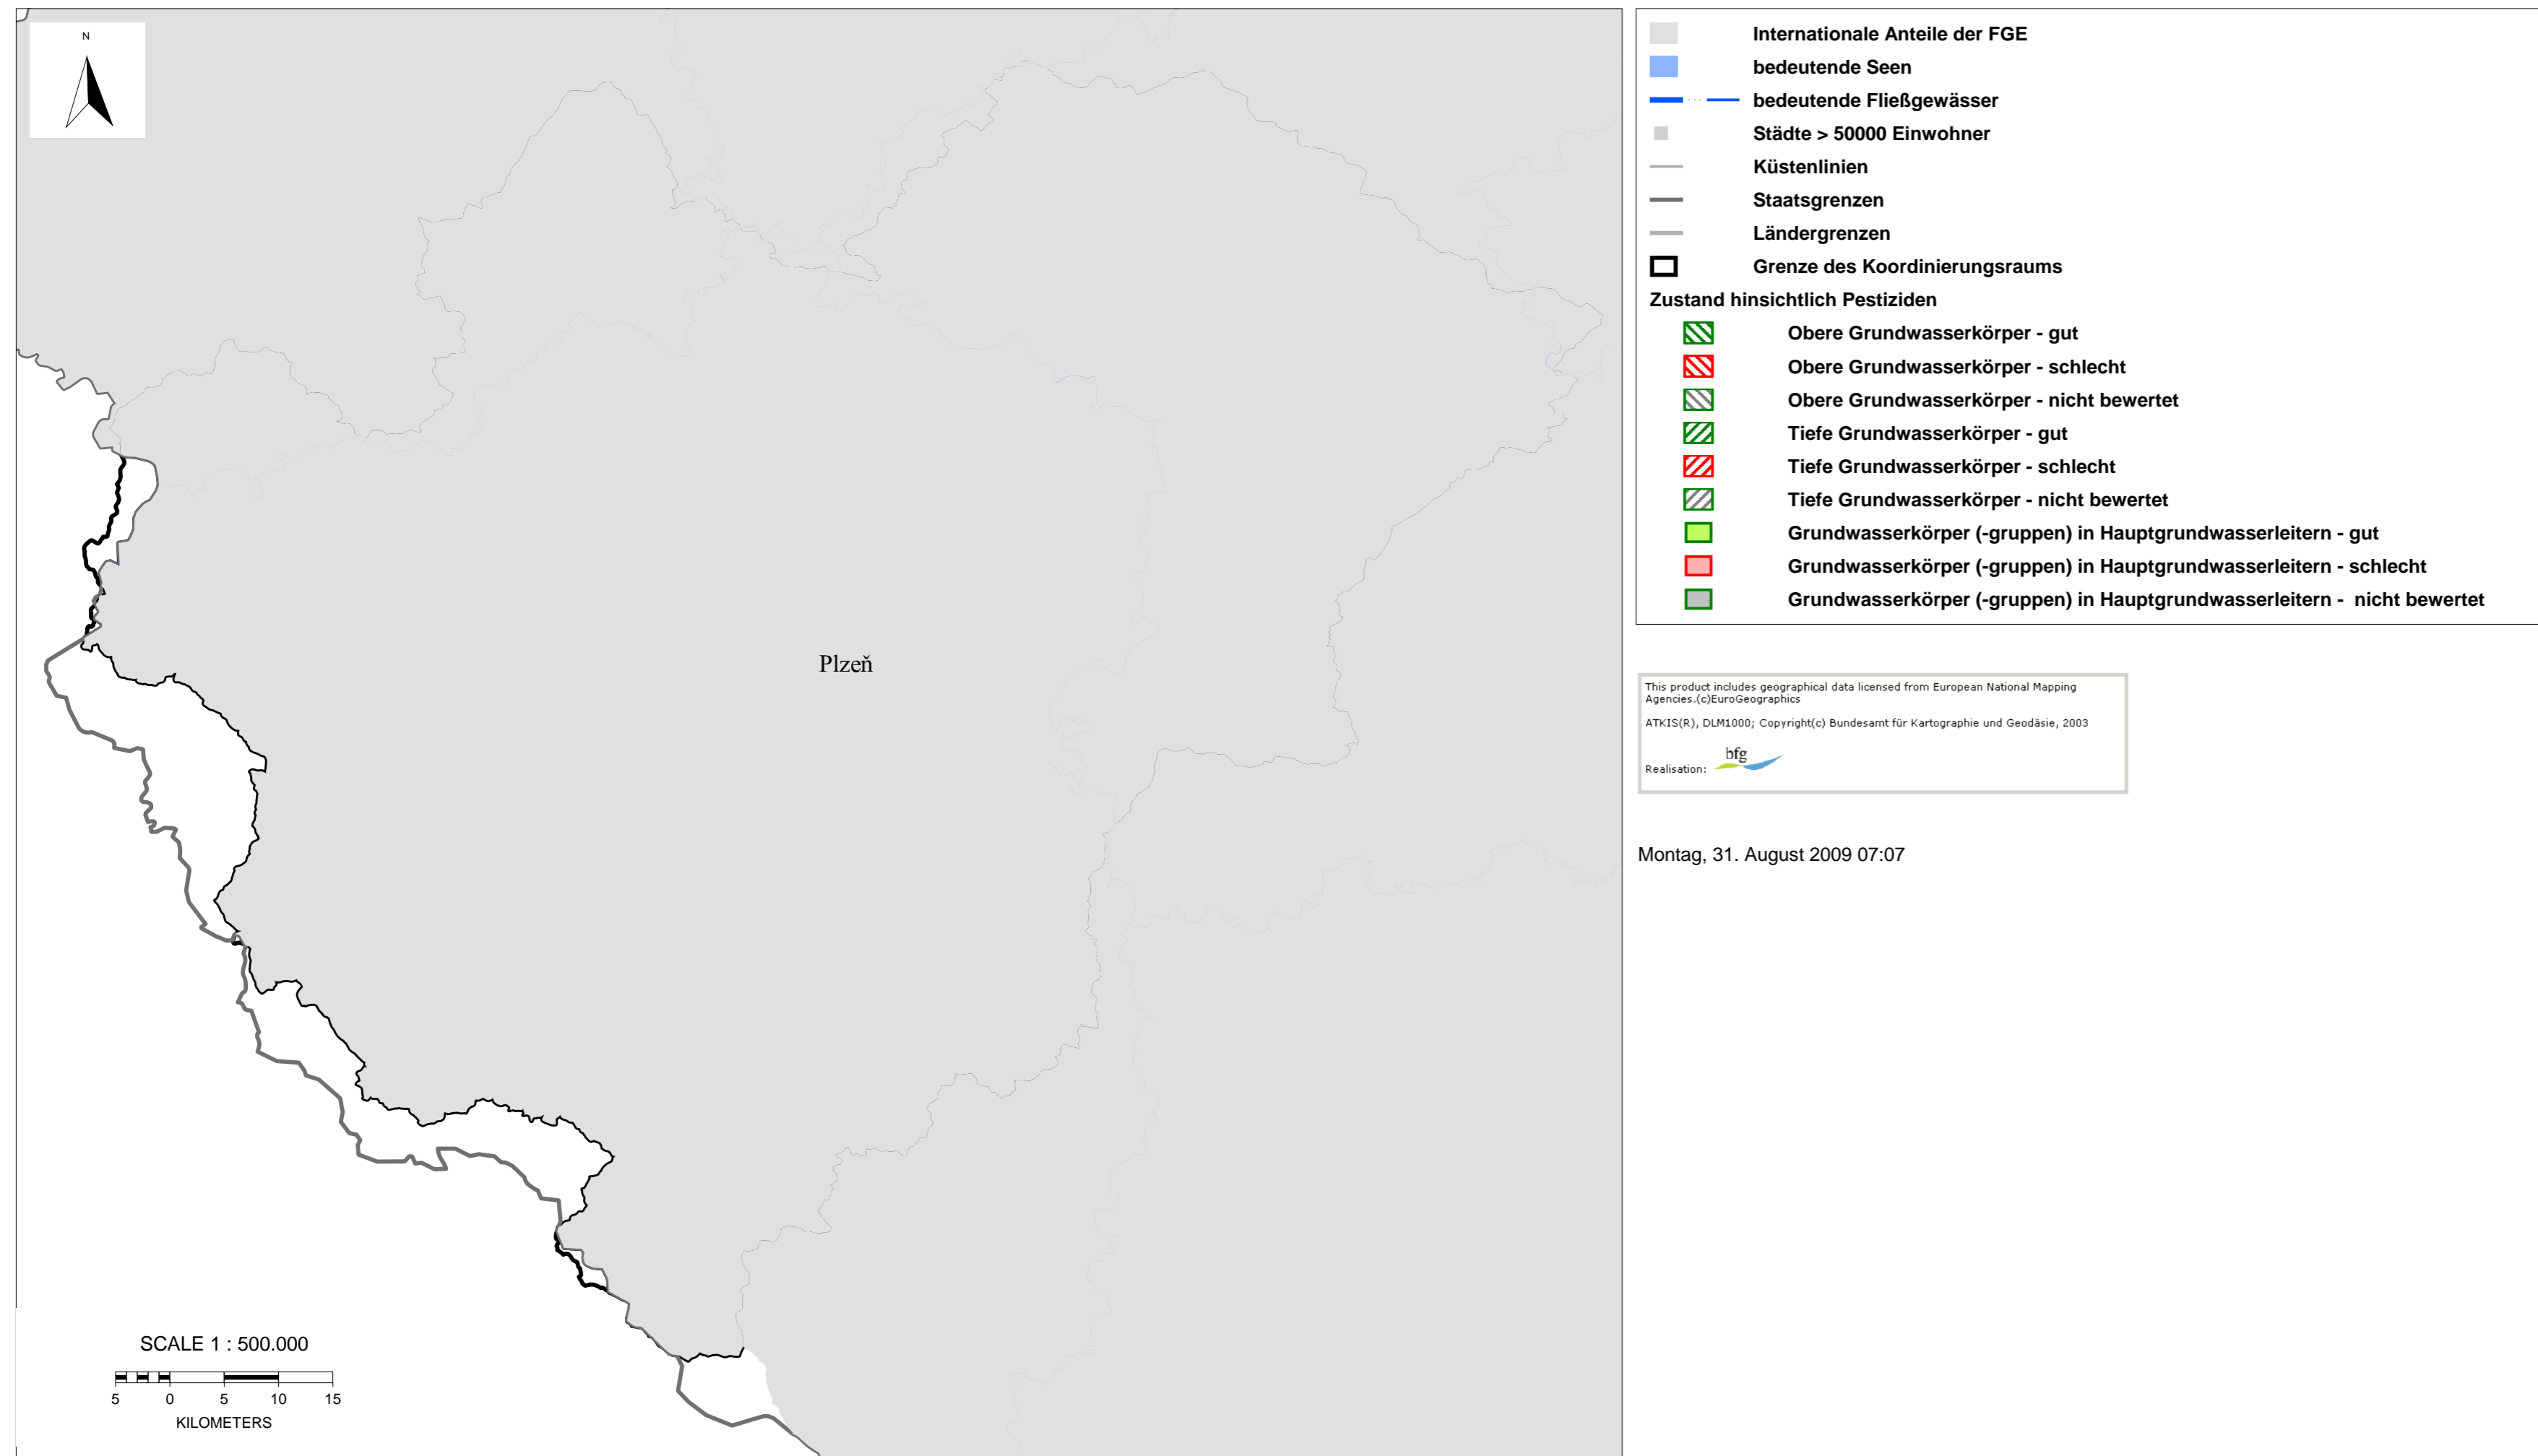 N
Plzeň
SCALE 1 : 500.000
5 0 5 10 15
KILOMETERS
Internationale Anteile der FGE
bedeutende Seen
bedeutende Fließgewässer
Städte > 50000 Einwohner
Küstenlinien
Staatsgrenzen
Ländergrenzen
Grenze des Koordinierungsraums
Zustand hinsichtlich Pestiziden
Obere Grundwasserkörper - gut
Obere Grundwasserkörper - schlecht
Obere Grundwasserkörper - nicht bewertet
Tiefe Grundwasserkörper - gut
Tiefe Grundwasserkörper - schlecht
Tiefe Grundwasserkörper - nicht bewertet
Grundwasserkörper (-gruppen) in Hauptgrundwasserleitern - gut
Grundwasserkörper (-gruppen) in Hauptgrundwasserleitern - schlecht
Grundwasserkörper (-gruppen) in Hauptgrundwasserleitern - nicht bewertet
This product includes geographical data licensed from European National Mapping
Agencies.(c)EuroGeographics
ATKIS(R), DLM1000; Copyright(c) Bundesamt für Kartographie und Geodäsie, 2003
bfg
Realisation:
Montag, 31. August 2009 07:07